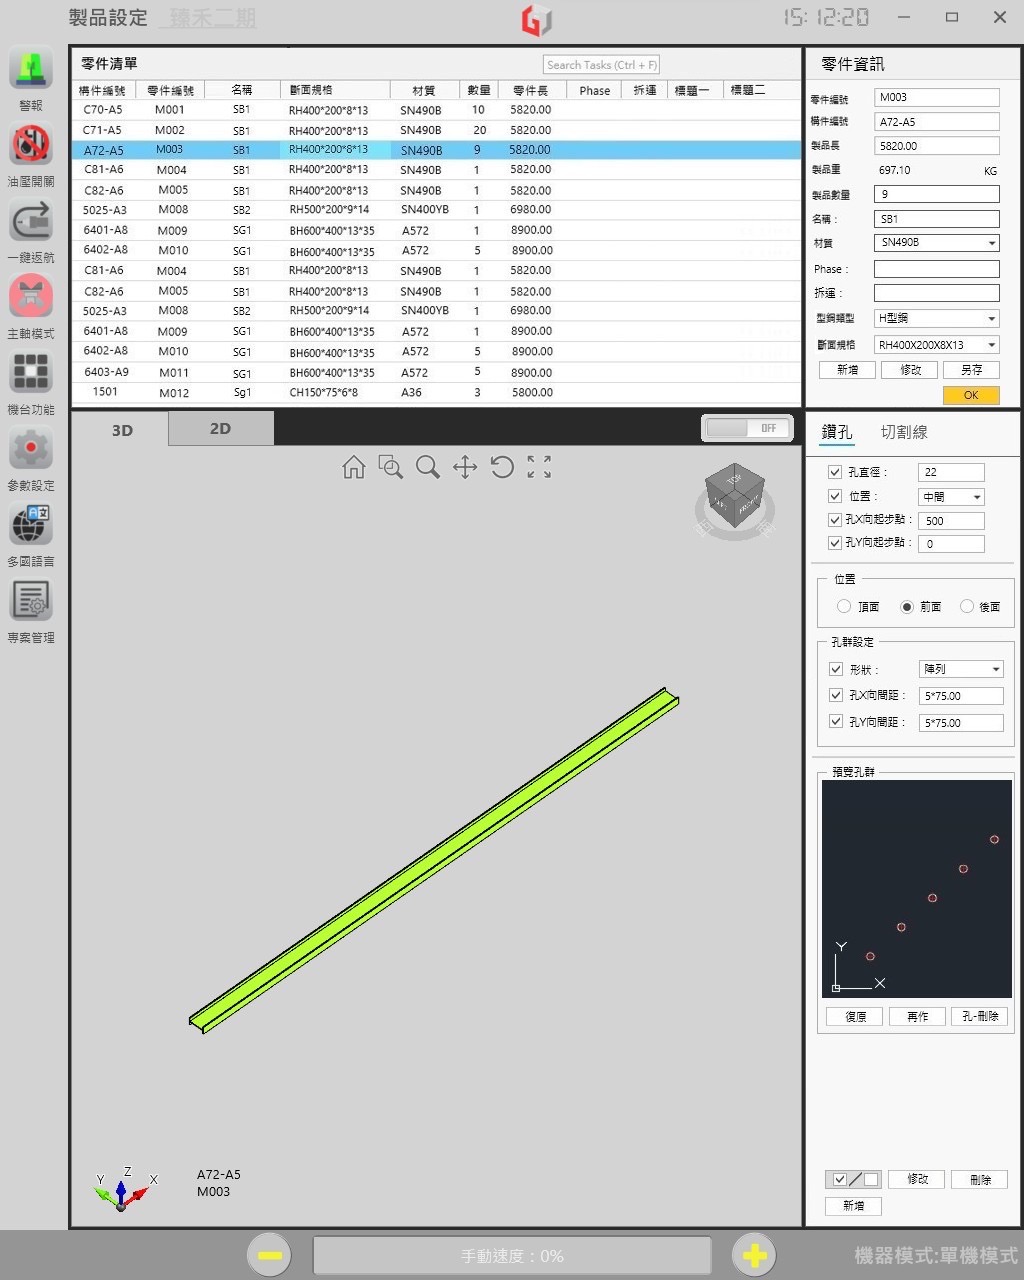 製品設定 臻禾二期 15:12:20
警報
油壓開關
一鍵返航
主軸模式
機台功能
參數設定
多國語言
專案管理
零件清單 Search Tasks (Ctrl + F)
構件編號 零件編號 名稱 斷面規格 材質 數量 零件長 Phase 拆運 標題一 標題二
C70-A5 M001 SB1 RH400*200*8*13 SN490B 10 5820.00
C71-A5 M002 SB1 RH400*200*8*13 SN490B 20 5820.00
A72-A5 M003 SB1 RH400*200*8*13 SN490B 9 5820.00
C81-A6 M004 SB1 RH400*200*8*13 SN490B 1 5820.00
C82-A6 M005 SB1 RH400*200*8*13 SN490B 1 5820.00
5025-A3 M008 SB2 RH500*200*9*14 SN400YB 1 6980.00
6401-A8 M009 SG1 BH600*400*13*35 A572 1 8900.00
6402-A8 M010 SG1 BH600*400*13*35 A572 5 8900.00
C81-A6 M004 SB1 RH400*200*8*13 SN490B 1 5820.00
C82-A6 M005 SB1 RH400*200*8*13 SN490B 1 5820.00
5025-A3 M008 SB2 RH500*200*9*14 SN400YB 1 6980.00
6401-A8 M009 SG1 BH600*400*13*35 A572 1 8900.00
6402-A8 M010 SG1 BH600*400*13*35 A572 5 8900.00
6403-A9 M011 SG1 BH600*400*13*35 A572 5 8900.00
1501 M012 Sg1 CH150*75*6*8 A36 3 5800.00
零件資訊
零件編號 M003
構件編號 A72-A5
製品長 5820.00
製品重 697.10 KG
製品數量 9
名稱： SB1
材質 SN490B
Phase :
拆運：
型鋼類型 H型鋼
斷面規格 RH400X200X8X13
新增 修改 另存
OK
3D 2D OFF
TOP
FRONT
A72-A5
M003
Y Z X
鑽孔 切割線
孔直徑： 22
位置： 中間
孔X向起步點： 500
孔Y向起步點： 0
位置
頂面 前面 後面
孔群設定
形狀： 陣列
孔X向間距： 5*75.00
孔Y向間距： 5*75.00
預覽孔群
Y
X
復原 再作 孔-刪除
修改 刪除
新增
手動速度：0% 機器模式:單機模式